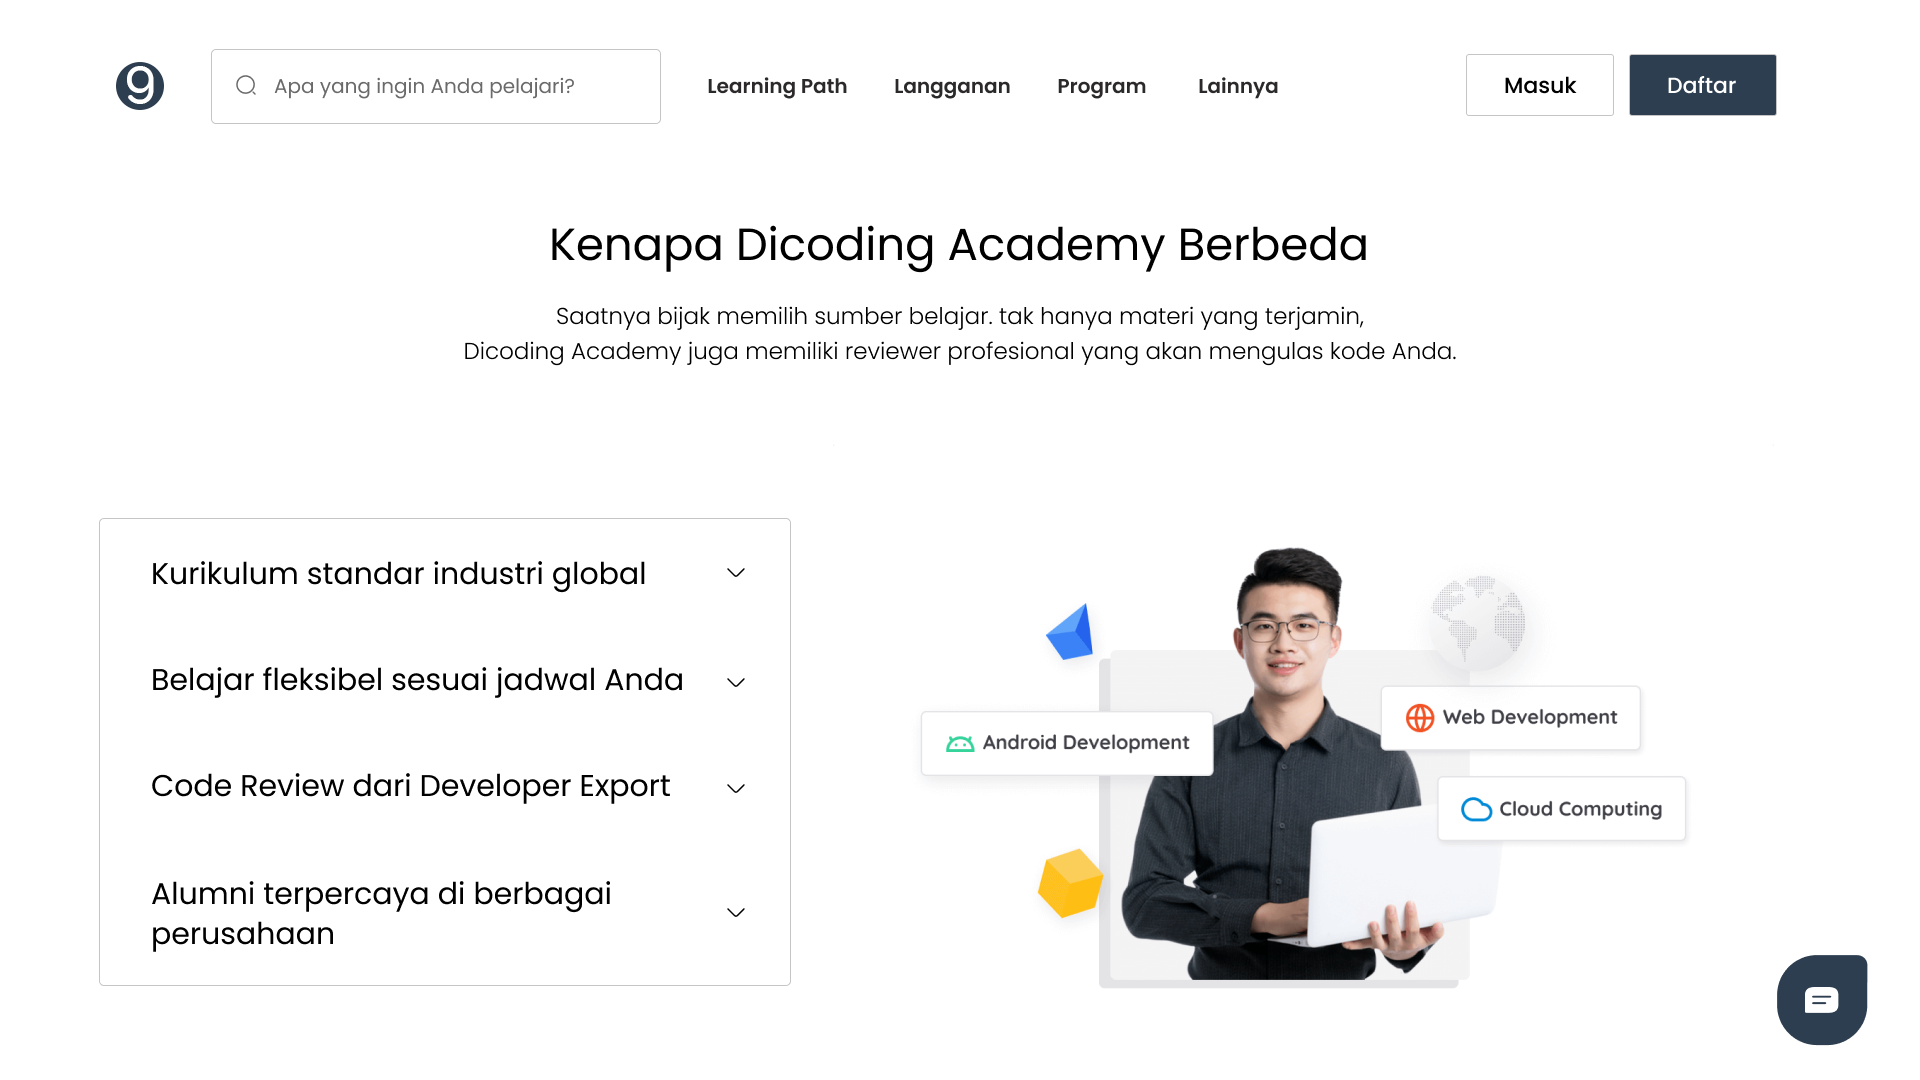 9
Apa yang ingin Anda pelajari?
Learning Path
Langganan
Program
Lainnya
Masuk
Daftar
Kenapa Dicoding Academy Berbeda
Saatnya bijak memilih sumber belajar. tak hanya materi yang terjamin,
Dicoding Academy juga memiliki reviewer profesional yang akan mengulas kode Anda.
Kurikulum standar industri global
Belajar fleksibel sesuai jadwal Anda
Code Review dari Developer Export
Alumni terpercaya di berbagai
perusahaan
Android Development
Web Development
Cloud Computing